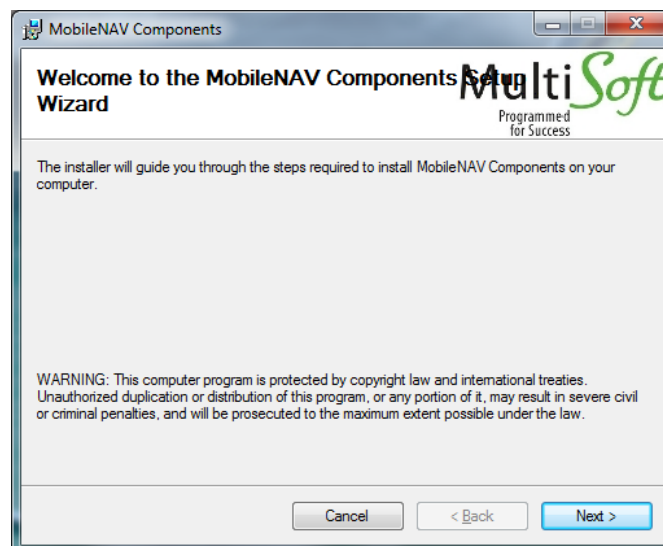 MobileNAV Components
Welcome to the MobileNAV Components Setup
Wizard
MultiSoft
Programmed
for Success
The installer will guide you through the steps required to install MobileNAV Components on your
computer.
WARNING: This computer program is protected by copyright law and international treaties.
Unauthorized duplication or distribution of this program, or any portion of it, may result in severe civil
or criminal penalties, and will be prosecuted to the maximum extent possible under the law.
Cancel
< Back
Next >